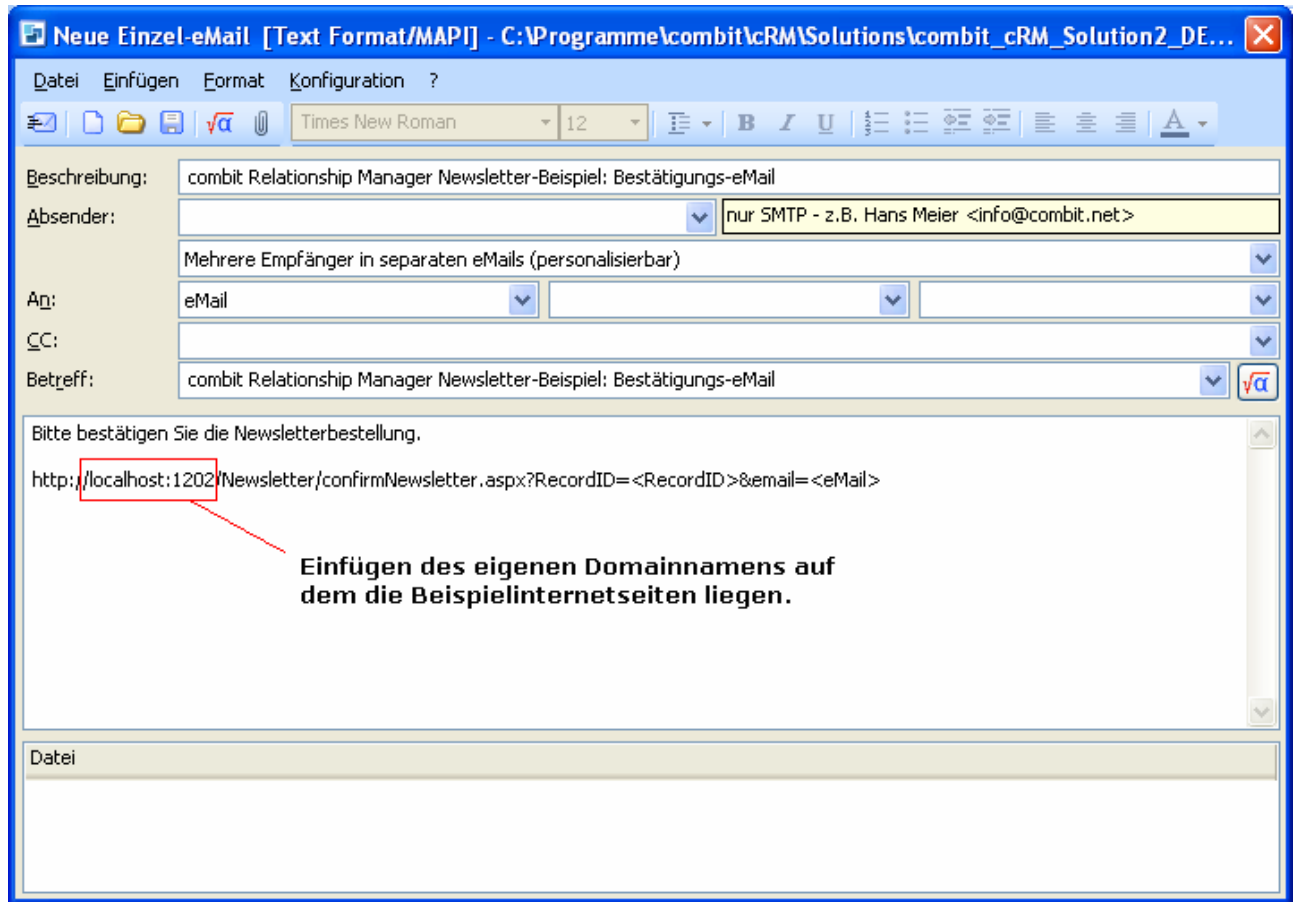 Neue Einzel-eMail [Text Format/MAPI] - C:\Programme\combit\cRM\Solutions\combit_cRM_Solution2_DE...
Datei Einfügen Format Konfiguration ?
√α Times New Roman 12 B I U A
Beschreibung: combit Relationship Manager Newsletter-Beispiel: Bestätigungs-eMail
Absender: nur SMTP - z.B. Hans Meier <info@combit.net>
Mehrere Empfänger in separaten eMails (personalisierbar)
An: eMail
CC:
Betreff: combit Relationship Manager Newsletter-Beispiel: Bestätigungs-eMail √α
Bitte bestätigen Sie die Newsletterbestellung.
http://localhost:1202/Newsletter/confirmNewsletter.aspx?RecordID=<RecordID>&email=<eMail>
Einfügen des eigenen Domainnamens auf
dem die Beispielinternetseiten liegen.
Datei